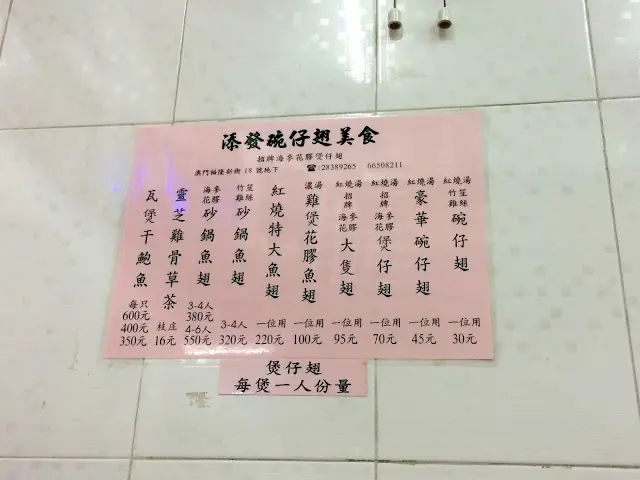 添發碗仔翅美食
招牌海參花膠煲仔翅
澳門福隆新街 18 號地下 ☎:28389265 66508211
紅燒湯 竹笙雞絲 碗仔翅 一位用 30元
紅燒湯 豪華碗仔翅 一位用 45元
紅燒湯 招牌 海參花膠 煲仔翅 一位用 70元
紅燒湯 招牌 海參花膠 大隻翅 一位用 95元
濃湯 雞煲花膠魚翅 一位用 100元
紅燒特大魚翅 一位用 220元
竹笙雞絲 砂鍋魚翅 3-4人 320元
海參花膠 砂鍋魚翅 3-4人 380元 4-6人 550元
靈芝雞骨草茶 枝庄 16元
瓦煲干鮑魚 每只 600元 400元 350元
煲仔翅
每煲一人份量